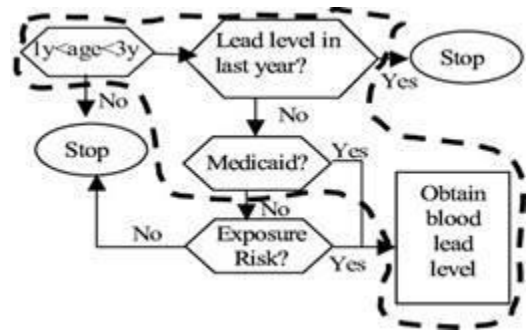 1y<age<3y
Lead level in
last year?
Yes
Stop
No
No
Stop
Medicaid?
Yes
No
No
Exposure
Risk?
Yes
Obtain
blood
lead
level